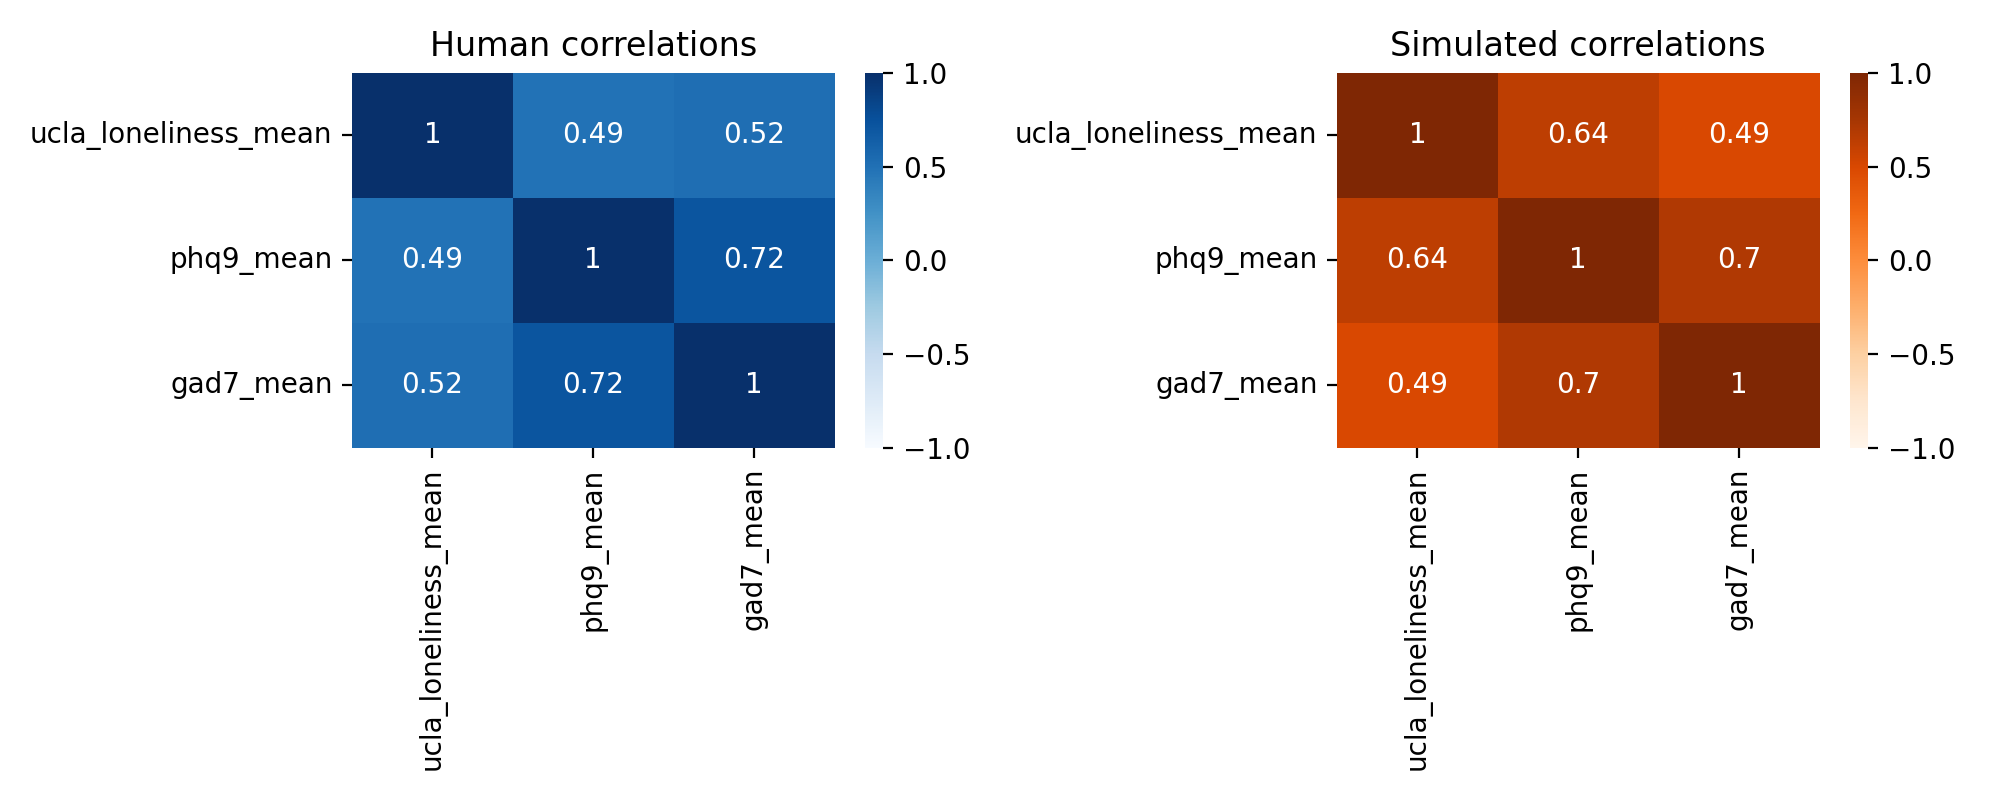 Human correlations
ucla_loneliness_mean
phq9_mean
gad7_mean
1 0.49 0.52
0.49 1 0.72
0.52 0.72 1
ucla_loneliness_mean
phq9_mean
gad7_mean
1.0
0.5
0.0
−0.5
−1.0
Simulated correlations
ucla_loneliness_mean
phq9_mean
gad7_mean
1 0.64 0.49
0.64 1 0.7
0.49 0.7 1
ucla_loneliness_mean
phq9_mean
gad7_mean
1.0
0.5
0.0
−0.5
−1.0